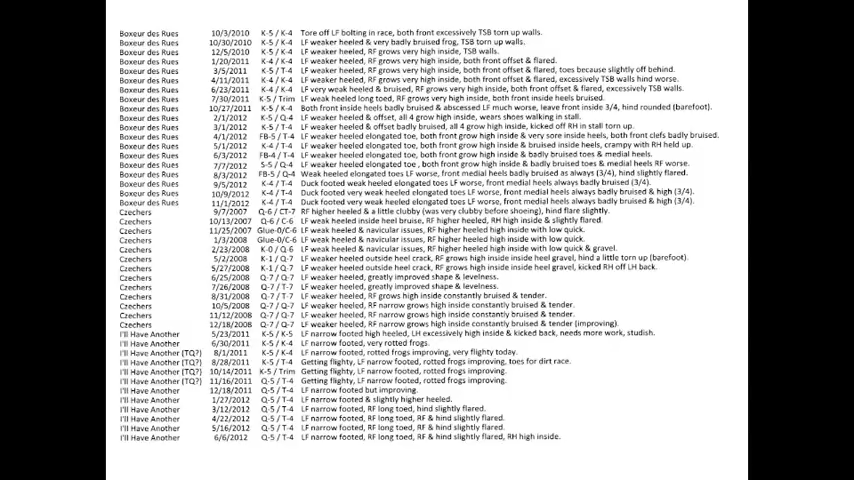 Boxeur des Rues 10/3/2010 K-5 / K-4 Tore off LF bolting in race, both front excessively TSB torn up walls.
Boxeur des Rues 10/30/2010 K-5 / K-4 LF weaker heeled & very badly bruised frog, TSB torn up walls.
Boxeur des Rues 12/5/2010 K-5 / K-4 LF weaker heeled, RF grows very high inside, TSB walls.
Boxeur des Rues 1/20/2011 K-4 / K-4 LF weaker heeled, RF grows very high inside, both front offset & flared.
Boxeur des Rues 3/5/2011 K-5 / K-4 LF weaker heeled, RF grows very high inside, both front offset & flared, toes because slightly off behind.
Boxeur des Rues 4/11/2011 K-4 / K-4 LF weaker heeled, RF grows very high inside, both front offset & flared, excessively TSB walls hind worse.
Boxeur des Rues 6/23/2011 K-4 / K-4 LF very weak heeled & bruised, RF grows very high inside, both front offset & flared, excessively TSB walls.
Boxeur des Rues 7/30/2011 K-5 / Trim LF weak heeled long toed, RF grows very high inside, both front inside heels bruised.
Boxeur des Rues 10/27/2011 K-5 / K-4 Both front inside heels badly bruised & abscessed LF much worse, leave front inside 3/4, hind rounded (barefoot).
Boxeur des Rues 2/1/2012 K-5 / Q-4 LF weaker heeled & offset, all 4 grow high inside, wears shoes walking in stall.
Boxeur des Rues 3/1/2012 K-5 / T-4 LF weaker heeled & offset badly bruised, all 4 grow high inside, kicked off RH in stall torn up.
Boxeur des Rues 4/1/2012 FB-5 / T-4 LF weaker heeled elongated toe, both front grow high inside & very sore inside heels, both front clefs badly bruised.
Boxeur des Rues 5/1/2012 K-4 / T-4 LF weaker heeled elongated toe, both front grow high inside & bruised inside heels, crampy with RH held up.
Boxeur des Rues 6/3/2012 FB-4 / T-4 LF weaker heeled elongated toe, both front grow high inside & badly bruised toes & medial heels.
Boxeur des Rues 7/7/2012 S-5 / Q-4 LF weaker heeled elongated toe , both front grow high inside & badly bruised toes & medial heels RF worse.
Boxeur des Rues 8/3/2012 FB-5 / Q-4 Weak heeled elongated toes LF worse, front medial heels badly bruised as always (3/4), hind slightly flared.
Boxeur des Rues 9/5/2012 K-4 / T-4 Duck footed weak heeled elongated toes LF worse, front medial heels always badly bruised (3/4).
Boxeur des Rues 10/9/2012 K-4 / T-4 Duck footed very weak heeled elongated toes LF worse, front medial heels always badly bruised & high (3/4).
Boxeur des Rues 11/1/2012 K-4 / T-4 Duck footed very weak heeled elongated toes LF worse, front medial heels always badly bruised & high (3/4).
Czechers 9/7/2007 Q-6 / CT-7 RF higher heeled & a little clubby (was very clubby before shoeing), hind flare slightly.
Czechers 10/13/2007 Q-6 / C-6 LF weak heeled inside heel bruise, RF higher heeled, RH high inside & slightly flared.
Czechers 11/25/2007 Glue-0/C-6 LF weak heeled & navicular issues, RF higher heeled high inside with low quick.
Czechers 1/3/2008 Glue-0/C-6 LF weak heeled & navicular issues, RF higher heeled high inside with low quick.
Czechers 2/23/2008 K-0 / Q-6 LF weak heeled & navicular issues, RF higher heeled high inside with low quick & gravel.
Czechers 5/2/2008 K-1 / Q-7 LF weaker heeled outside heel crack, RF grows high inside inside heel gravel, hind a little torn up (barefoot).
Czechers 5/27/2008 K-1 / Q-7 LF weaker heeled outside heel crack, RF grows high inside inside heel gravel, kicked RH off LH back.
Czechers 6/25/2008 Q-7 / Q-7 LF weaker heeled, greatly improved shape & levelness.
Czechers 7/26/2008 Q-7 / T-7 LF weaker heeled, greatly improved shape & levelness.
Czechers 8/31/2008 Q-7 / T-7 LF weaker heeled, RF grows high inside constantly bruised & tender.
Czechers 10/5/2008 Q-7 / Q-7 LF weaker heeled, RF narrow grows high inside constantly bruised & tender.
Czechers 11/12/2008 Q-7 / Q-7 LF weaker heeled, RF narrow grows high inside constantly bruised & tender.
Czechers 12/18/2008 Q-7 / Q-7 LF weaker heeled, RF narrow grows high inside constantly bruised & tender (improving).
I'll Have Another 5/23/2011 K-5 / K-5 LF narrow footed high heeled, LH excessively high inside & kicked back, needs more work, studish.
I'll Have Another 6/30/2011 K-5 / K-4 LF narrow footed, very rotted frogs.
I'll Have Another (TQ?) 8/1/2011 K-5 / K-4 LF narrow footed, rotted frogs improving, very flighty today.
I'll Have Another (TQ?) 8/28/2011 K-5 / T-4 Getting flighty, LF narrow footed, rotted frogs improving, toes for dirt race.
I'll Have Another (TQ?) 10/14/2011 K-5 / Trim Getting flighty, LF narrow footed, rotted frogs improving.
I'll Have Another (TQ?) 11/16/2011 Q-5 / T-4 Getting flighty, LF narrow footed, rotted frogs improving.
I'll Have Another 12/18/2011 Q-5 / T-4 LF narrow footed but improving.
I'll Have Another 1/27/2012 Q-5 / T-4 LF narrow footed & slightly higher heeled.
I'll Have Another 3/12/2012 Q-5 / T-4 LF narrow footed, RF long toed, hind slightly flared.
I'll Have Another 4/22/2012 Q-5 / T-4 LF narrow footed, RF long toed, RF & hind slightly flared.
I'll Have Another 5/16/2012 Q-5 / T-4 LF narrow footed, RF long toed, RF & hind slightly flared.
I'll Have Another 6/6/2012 Q-5 / T-4 LF narrow footed, RF long toed, RF & hind slightly flared, RH high inside.